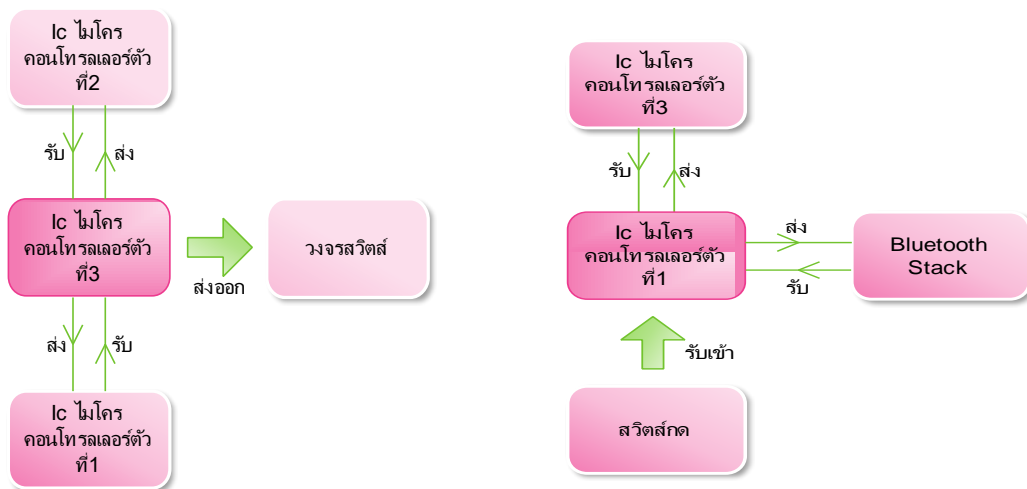 Ic ไมโคร
คอนโทรลเลอร์ตัว
ที่2
รับ
ส่ง
Ic ไมโคร
คอนโทรลเลอร์ตัว
ที่3
ส่งออก
วงจรสวิตส์
ส่ง
รับ
Ic ไมโคร
คอนโทรลเลอร์ตัว
ที่1
Ic ไมโคร
คอนโทรลเลอร์ตัว
ที่3
รับ
ส่ง
Ic ไมโคร
คอนโทรลเลอร์ตัว
ที่1
ส่ง
รับ
Bluetooth
Stack
รับเข้า
สวิตส์กด